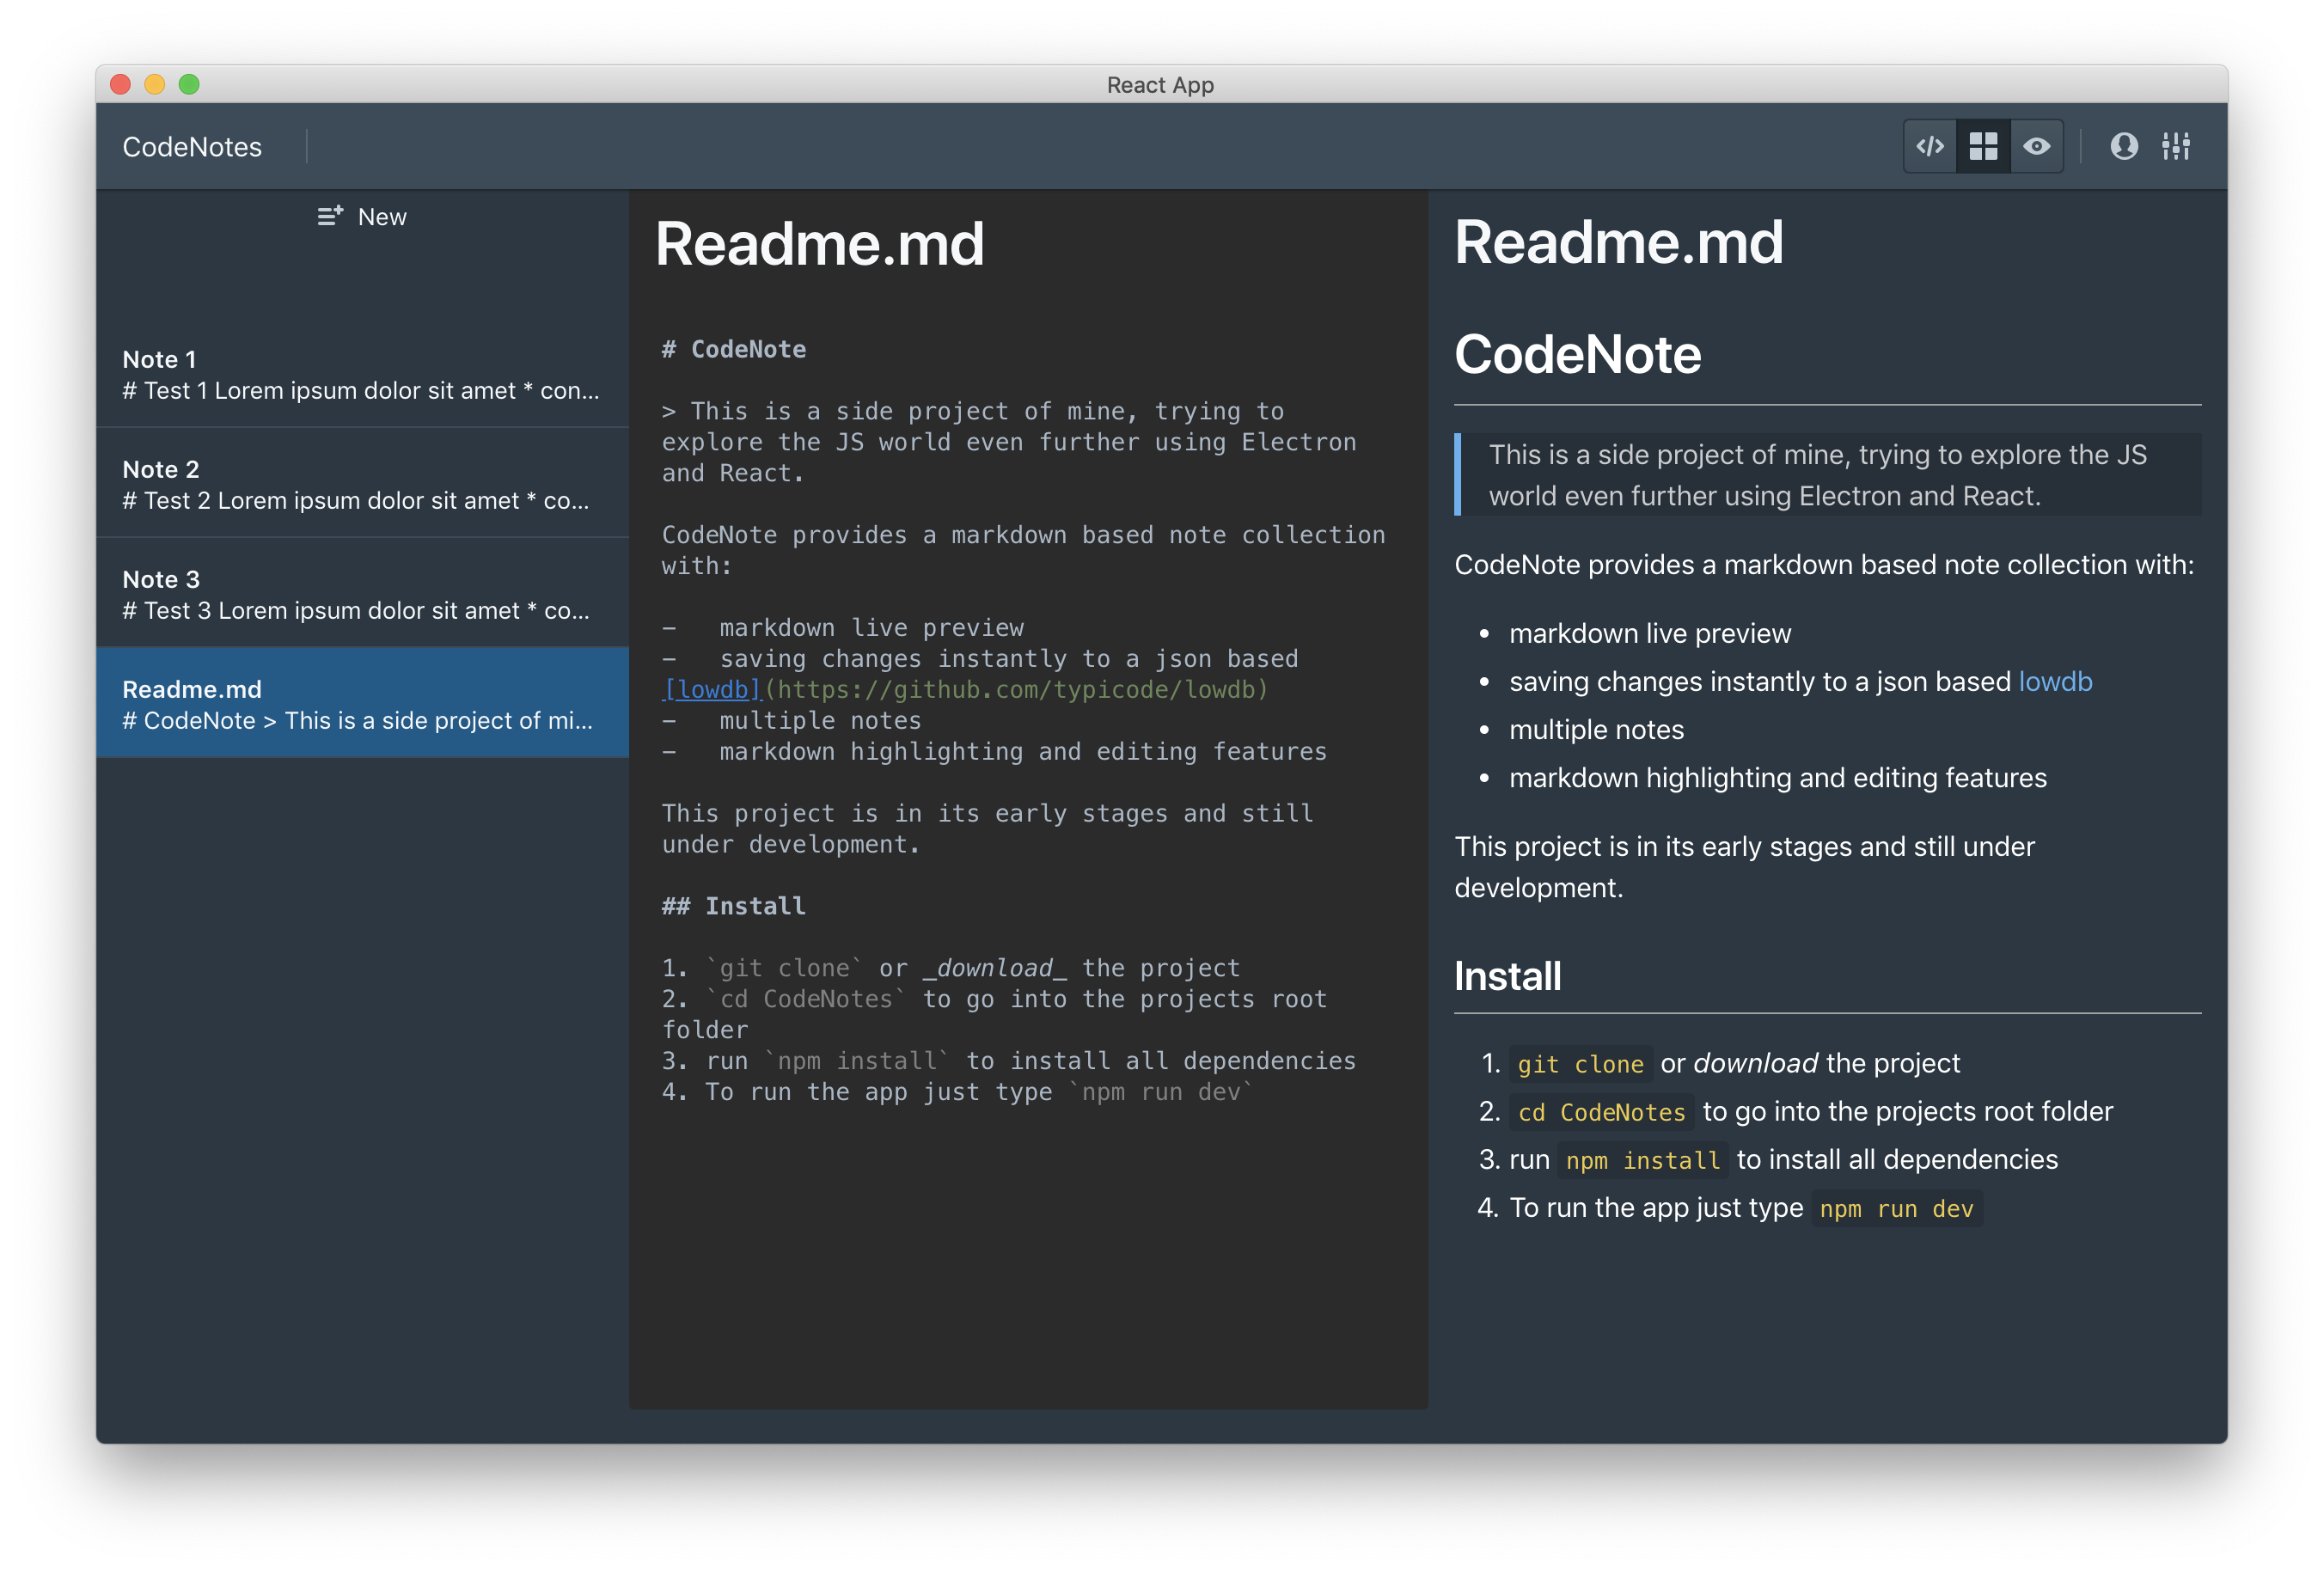 React App
CodeNotes
New
Note 1
# Test 1 Lorem ipsum dolor sit amet * con...
Note 2
# Test 2 Lorem ipsum dolor sit amet * co...
Note 3
# Test 3 Lorem ipsum dolor sit amet * co...
Readme.md
# CodeNote > This is a side project of mi...
Readme.md
# CodeNote
> This is a side project of mine, trying to
explore the JS world even further using Electron
and React.
CodeNote provides a markdown based note collection
with:
-   markdown live preview
-   saving changes instantly to a json based
[lowdb](https://github.com/typicode/lowdb)
-   multiple notes
-   markdown highlighting and editing features
This project is in its early stages and still
under development.
## Install
1. `git clone` or _download_ the project
2. `cd CodeNotes` to go into the projects root
folder
3. run `npm install` to install all dependencies
4. To run the app just type `npm run dev`
Readme.md
CodeNote
This is a side project of mine, trying to explore the JS
world even further using Electron and React.
CodeNote provides a markdown based note collection with:
• markdown live preview
• saving changes instantly to a json based lowdb
• multiple notes
• markdown highlighting and editing features
This project is in its early stages and still under
development.
Install
1. git clone or download the project
2. cd CodeNotes to go into the projects root folder
3. run npm install to install all dependencies
4. To run the app just type npm run dev